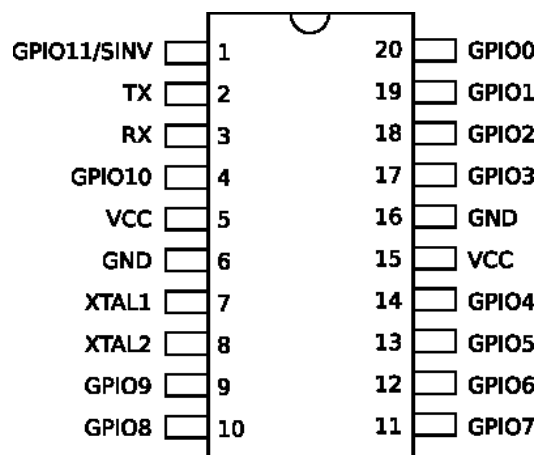 GPIO11/SINV 1 20 GPIO0
TX 2 19 GPIO1
RX 3 18 GPIO2
GPIO10 4 17 GPIO3
VCC 5 16 GND
GND 6 15 VCC
XTAL1 7 14 GPIO4
XTAL2 8 13 GPIO5
GPIO9 9 12 GPIO6
GPIO8 10 11 GPIO7